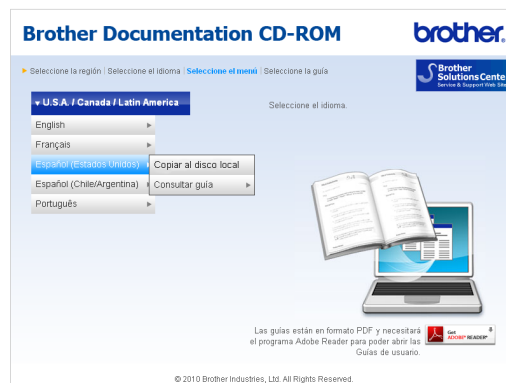 Brother Documentation CD-ROM
brother
Seleccione la región | Seleccione el idioma | Seleccione el menú | Seleccione la guía
Brother
Solutions Center
Service & Support Web Site
U.S.A. / Canada / Latin America
Seleccione el idioma.
English
Français
Español (Estados Unidos)
Copiar al disco local
Español (Chile/Argentina)
Consultar guía
Português
Las guías están en formato PDF y necesitará
el programa Adobe Reader para poder abrir las
Guías de usuario.
Get
ADOBE® READER®
© 2010 Brother Industries, Ltd. All Rights Reserved.